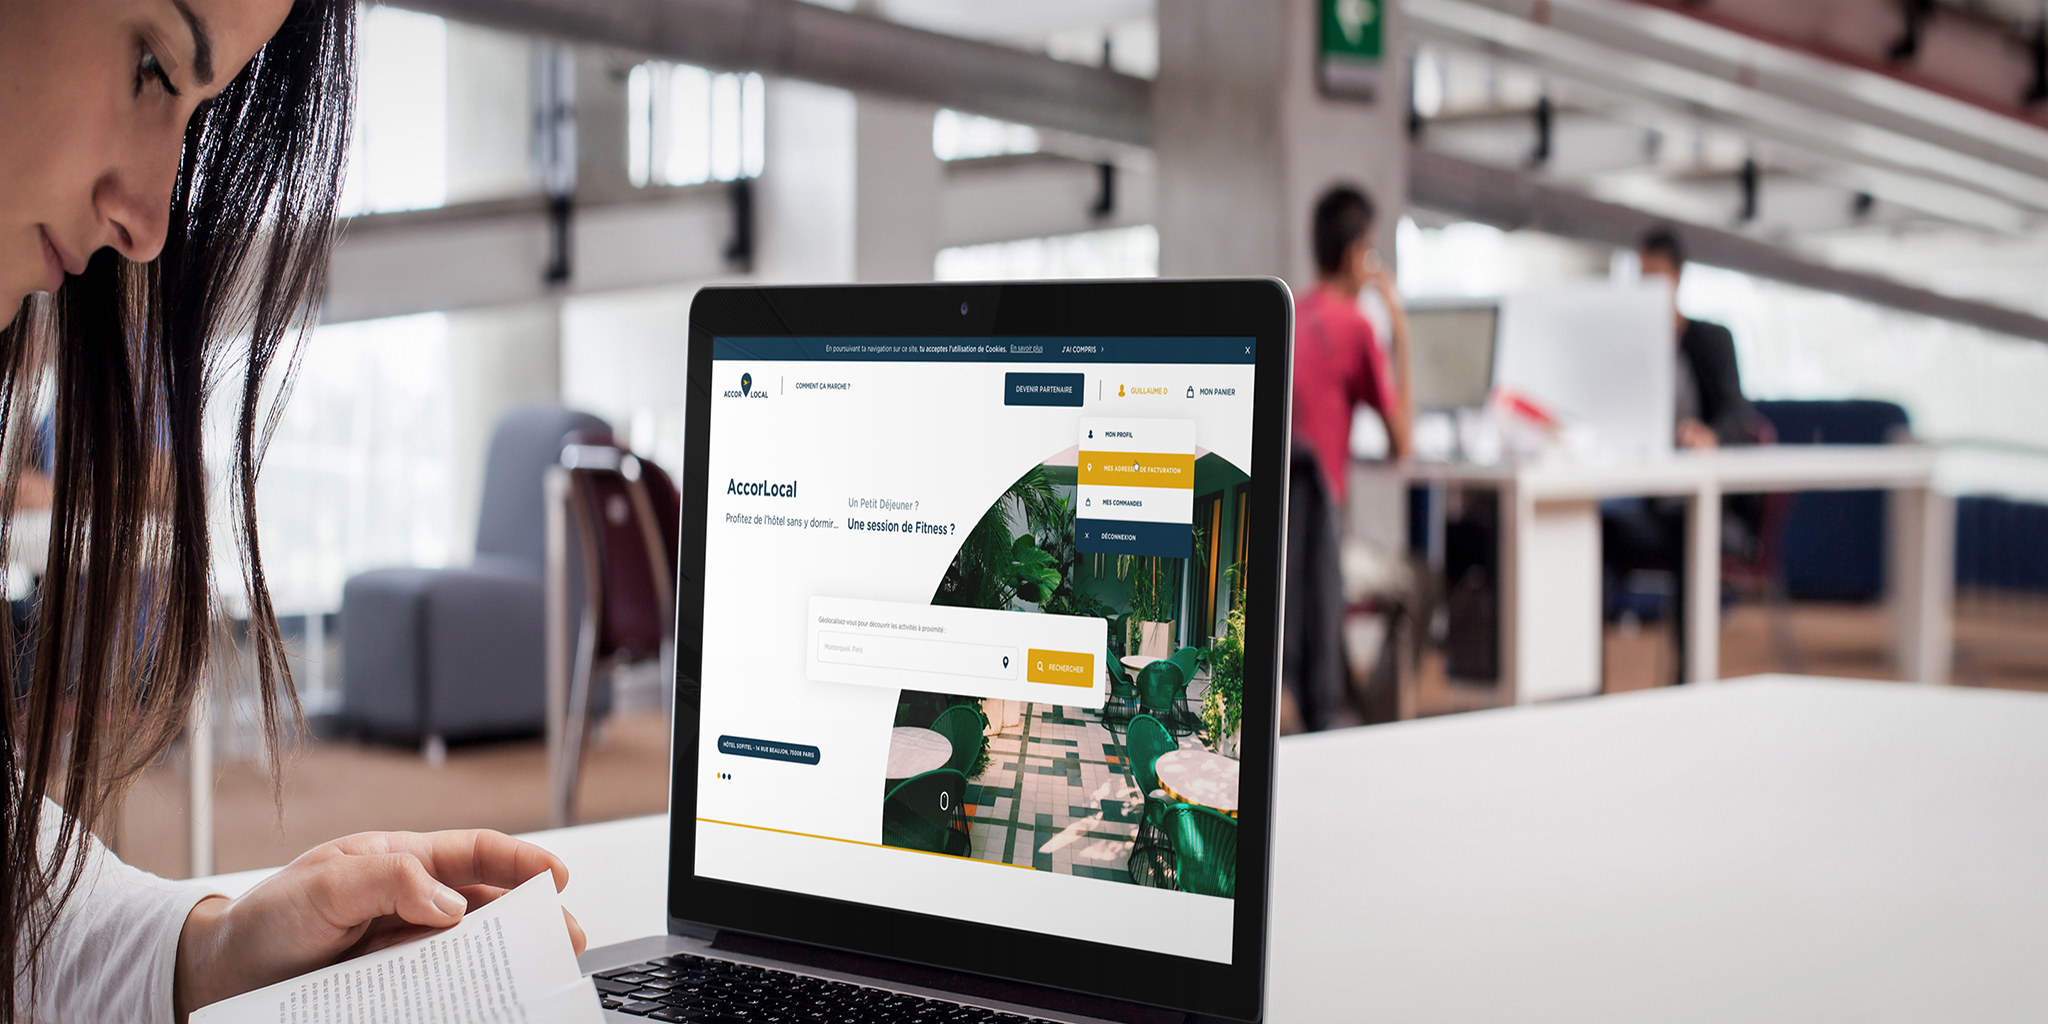 En poursuivant ta navigation sur ce site, tu acceptes l'utilisation de Cookies. En savoir plus J'AI COMPRIS > X
ACCOR LOCAL
COMMENT ÇA MARCHE ?
DEVENIR PARTENAIRE
GUILLAUME D
MON PANIER
MON PROFIL
MES ADRESSES DE FACTURATION
MES COMMANDES
X DÉCONNEXION
AccorLocal
Profitez de l'hôtel sans y dormir...
Un Petit Déjeuner ?
Une session de Fitness ?
Géolocalisez-vous pour découvrir les activités à proximité :
Montorgueil, Paris
RECHERCHER
HÔTEL SOFITEL - 14 RUE BEAUJON, 75008 PARIS